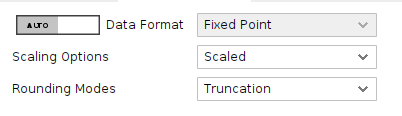 AUTO Data Format Fixed Point
Scaling Options Scaled
Rounding Modes Truncation